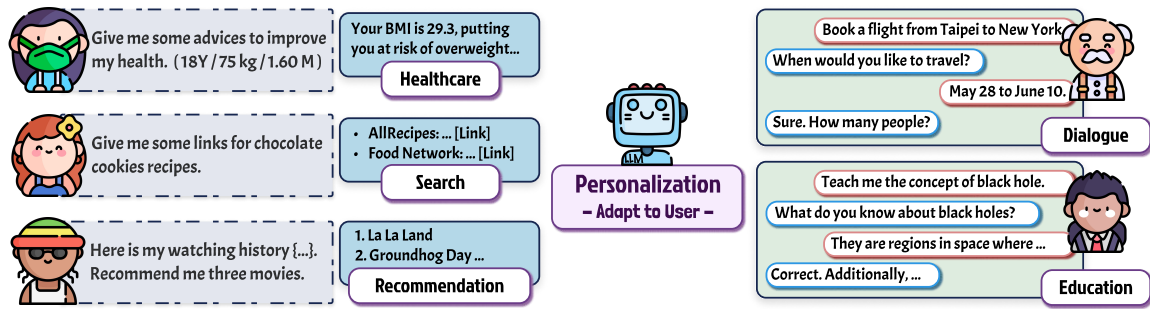 Give me some advices to improve
my health. ( 18Y / 75 kg / 1.60 M )
Your BMI is 29.3, putting
you at risk of overweight...
Healthcare
Give me some links for chocolate
cookies recipes.
• AllRecipes: ... [Link]
• Food Network: ... [Link]
Search
Here is my watching history {...}.
Recommend me three movies.
1. La La Land
2. Groundhog Day ...
Recommendation
LLM
Personalization
– Adapt to User –
Book a flight from Taipei to New York.
When would you like to travel?
May 28 to June 10.
Sure. How many people?
Dialogue
Teach me the concept of black hole.
What do you know about black holes?
They are regions in space where ...
Correct. Additionally, ...
Education